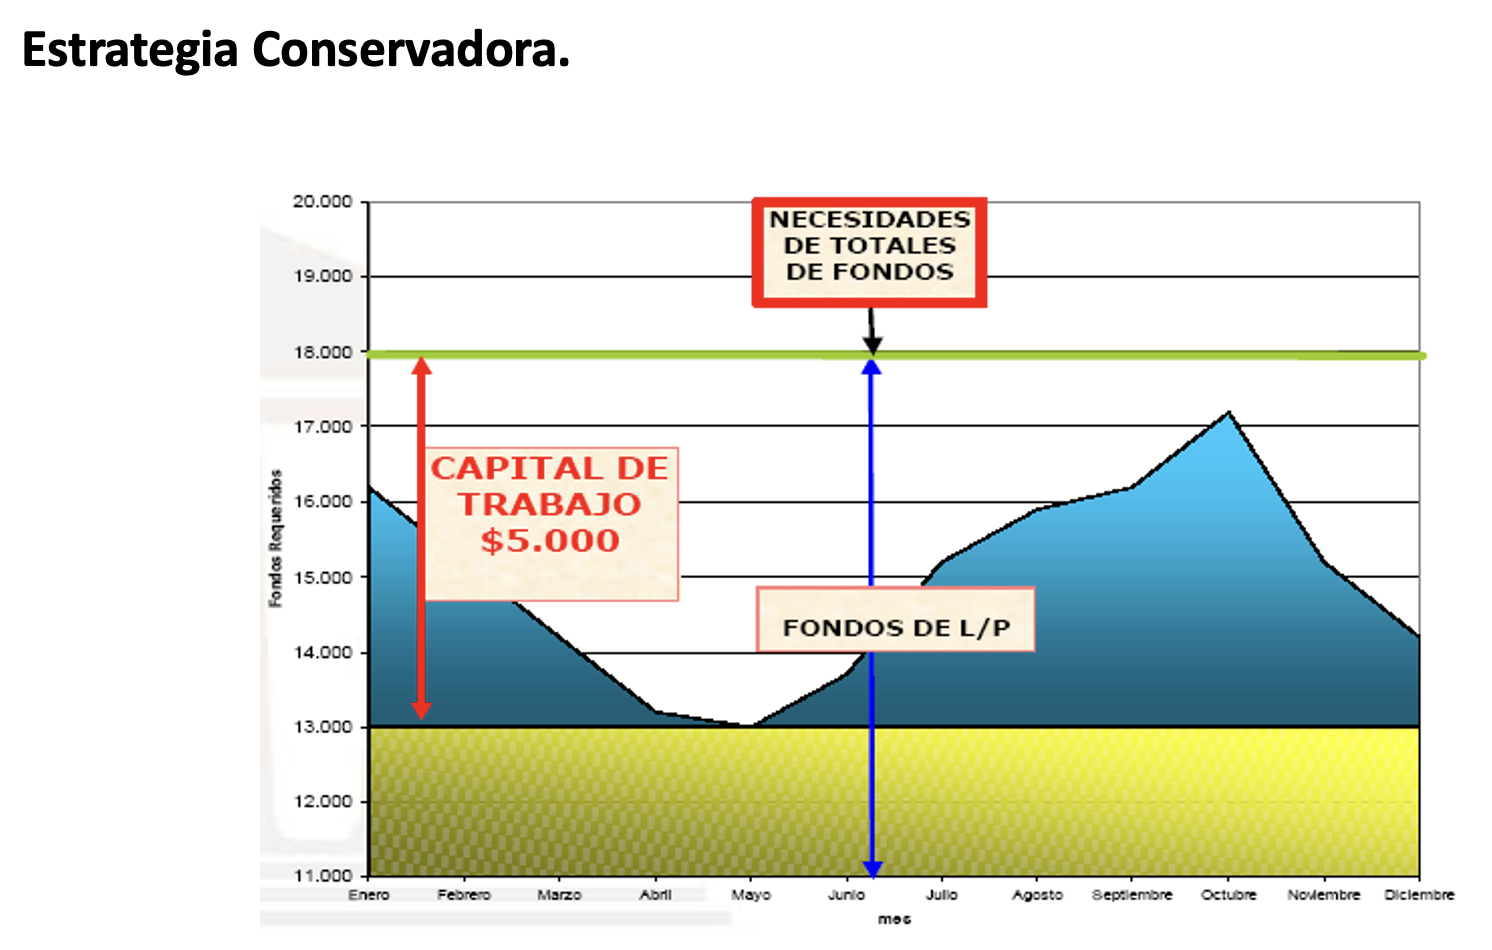 Estrategia Conservadora.
NECESIDADES
DE TOTALES
DE FONDOS
CAPITAL DE
TRABAJO
$5.000
FONDOS DE L/P
Fondos Requeridos
20.000
19.000
18.000
17.000
16.000
15.000
14.000
13.000
12.000
11.000
Enero Febrero Marzo Abril Mayo Junio Julio Agosto Septiembre Octubre Noviembre Diciembre
mes